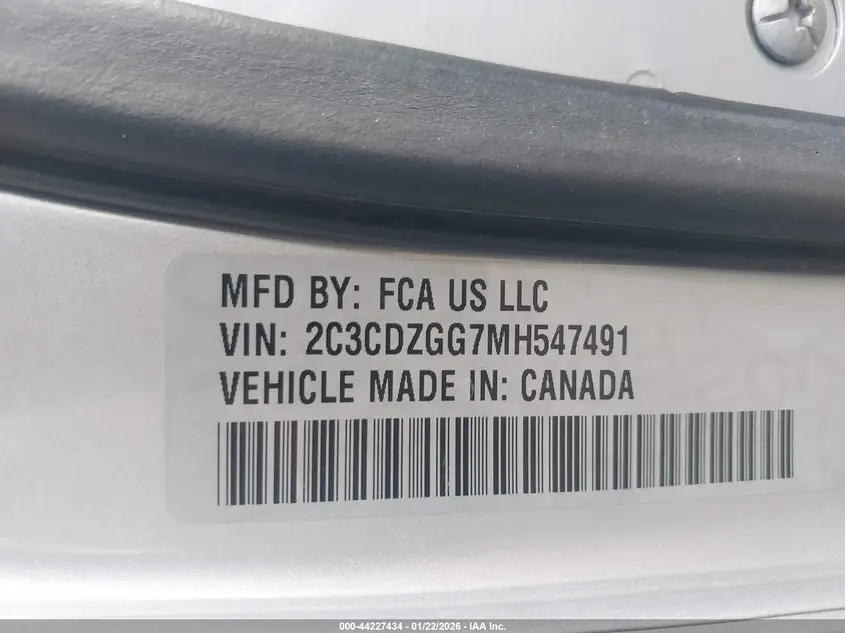 MFD BY: FCA US LLC
VIN: 2C3CDZGG7MH547491
VEHICLE MADE IN: CANADA
000-44227434 - 01/22/2026 - IAA Inc.